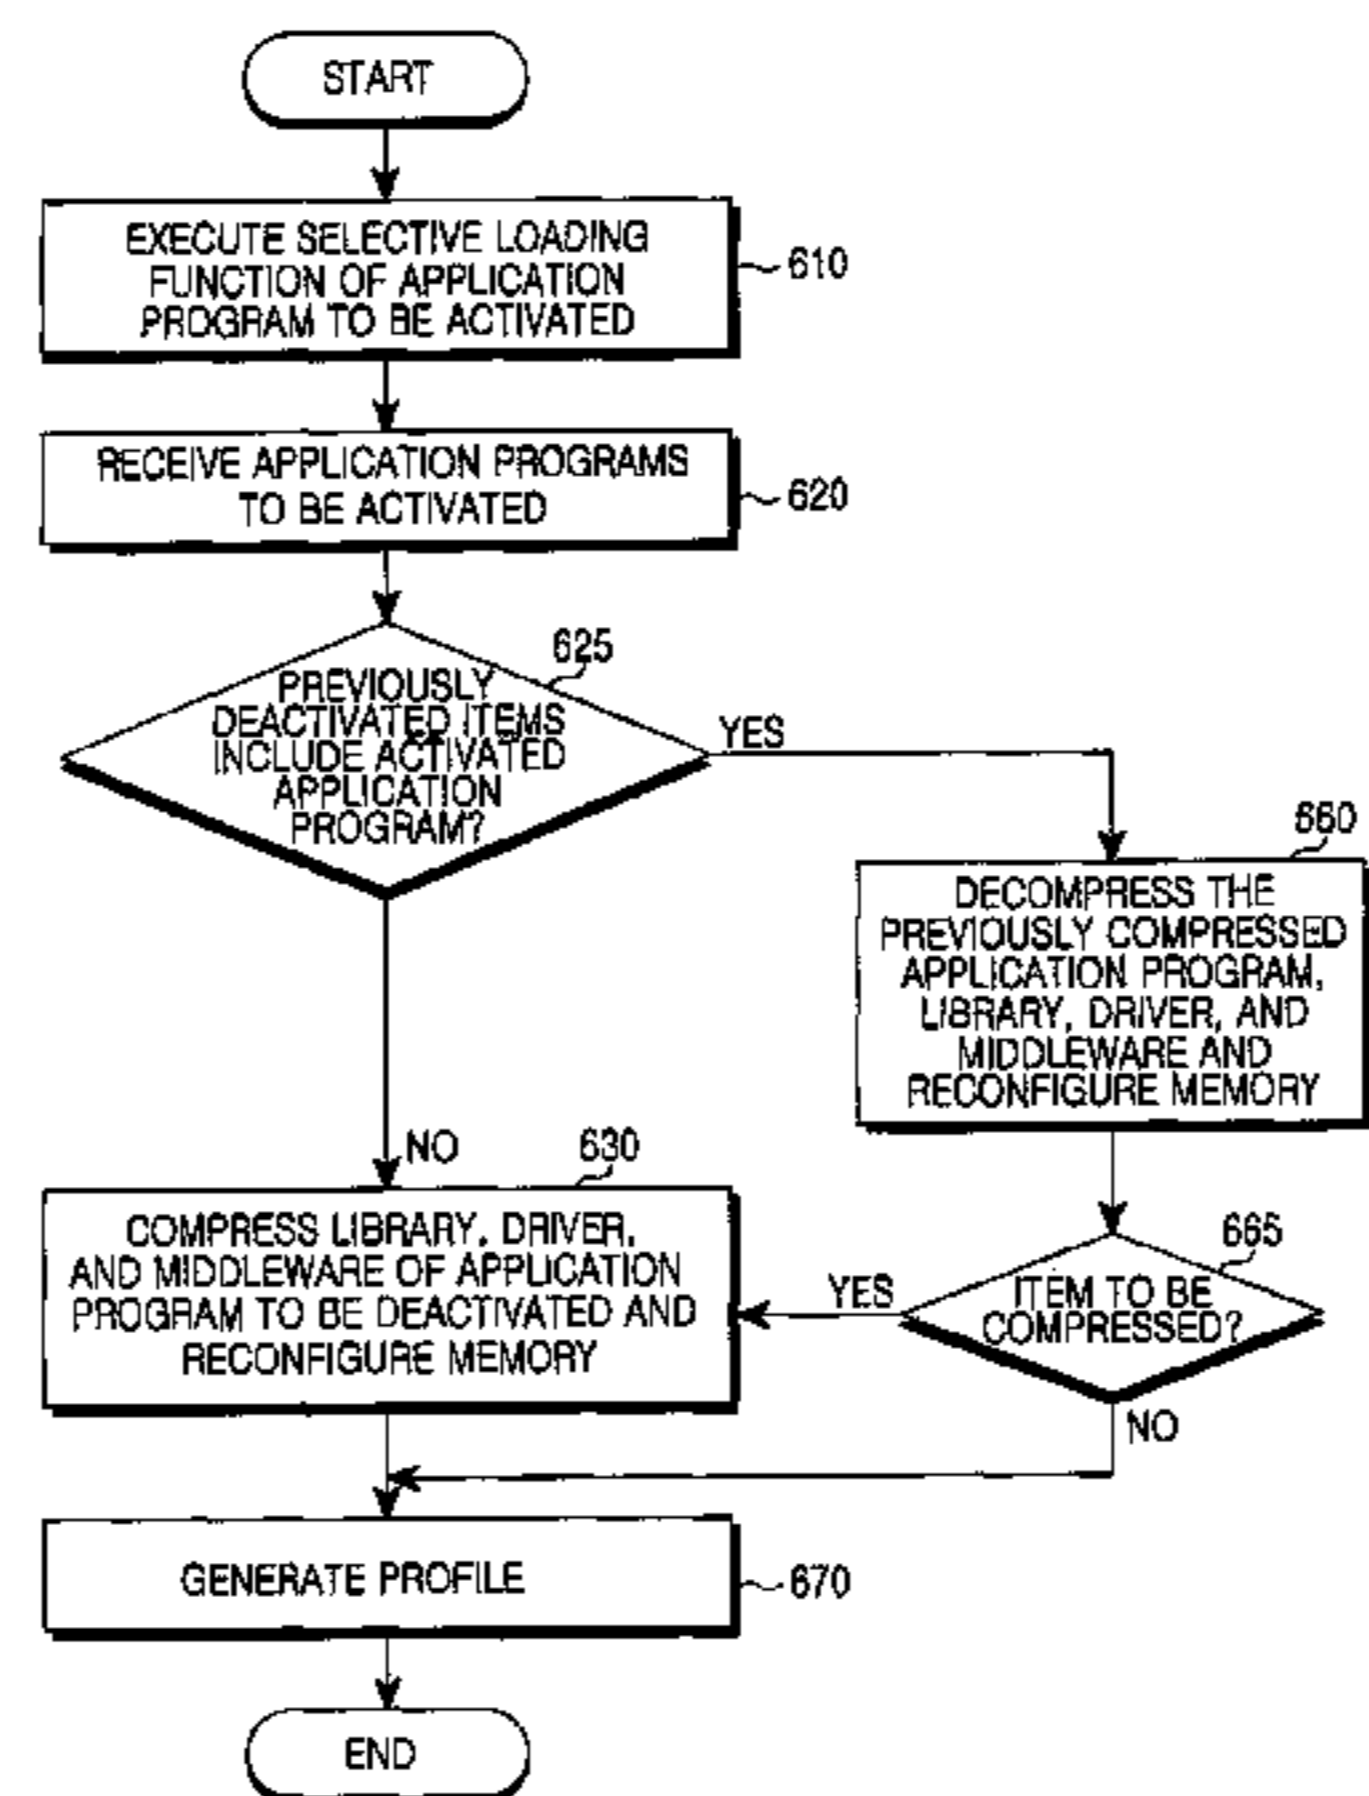 START
EXECUTE SELECTIVE LOADING
FUNCTION OF APPLICATION
PROGRAM TO BE ACTIVATED
610
RECEIVE APPLICATION PROGRAMS
TO BE ACTIVATED
620
625
PREVIOUSLY
DEACTIVATED ITEMS
INCLUDE ACTIVATED
APPLICATION
PROGRAM?
YES
660
DECOMPRESS THE
PREVIOUSLY COMPRESSED
APPLICATION PROGRAM,
LIBRARY, DRIVER, AND
MIDDLEWARE AND
RECONFIGURE MEMORY
NO
630
COMPRESS LIBRARY, DRIVER,
AND MIDDLEWARE OF APPLICATION
PROGRAM TO BE DEACTIVATED AND
RECONFIGURE MEMORY
665
YES
ITEM TO BE
COMPRESSED?
NO
GENERATE PROFILE
670
END